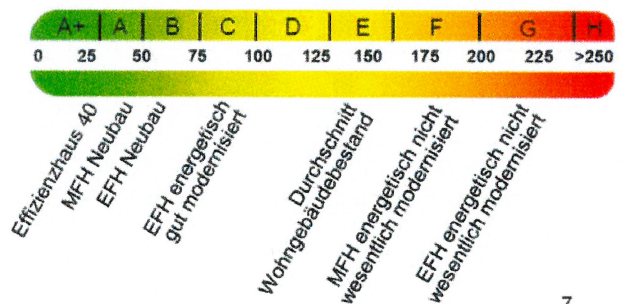 A+ A B C D E F G H
0 25 50 75 100 125 150 175 200 225 >250
Effizienzhaus 40
MFH Neubau
EFH Neubau
EFH energetisch
gut modernisiert
Durchschnitt
Wohngebäudebestand
MFH energetisch nicht
wesentlich modernisiert
EFH energetisch nicht
wesentlich modernisiert
7